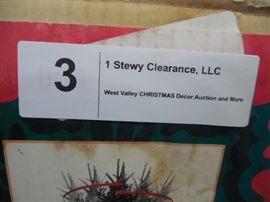 3
1 Stewy Clearance, LLC
West Valley CHRISTMAS Decor Auction and More